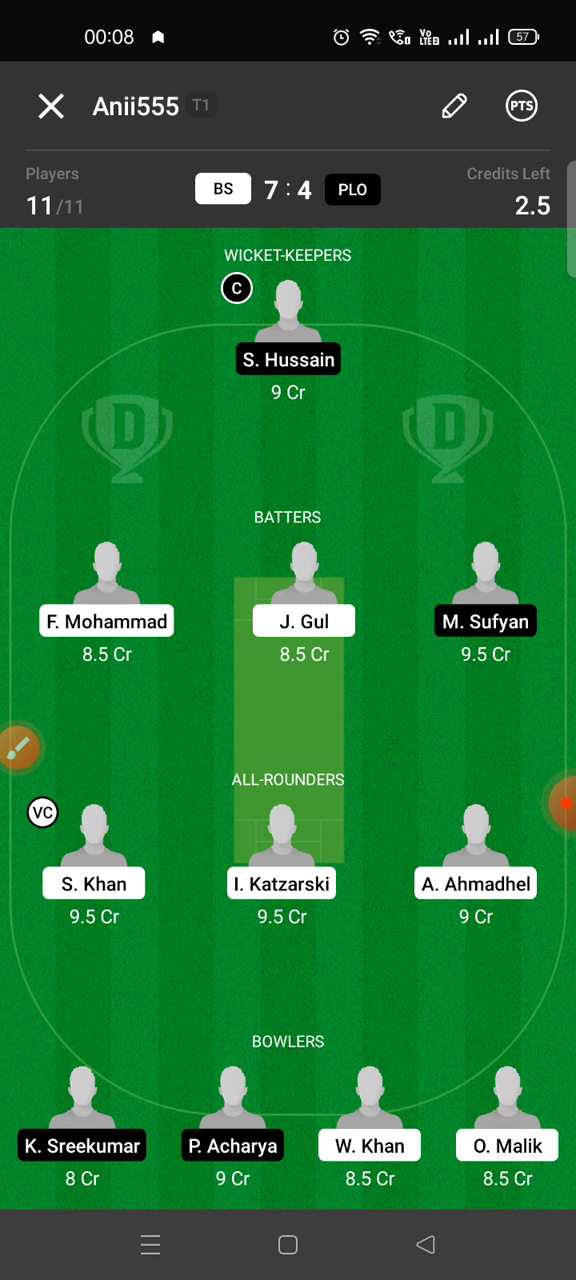 00:08
Vo LTE2
57
Anii555 T1
PTS
Players
Credits Left
11/11
BS 7 : 4 PLO
2.5
WICKET-KEEPERS
C
S. Hussain
9 Cr
D D
BATTERS
F. Mohammad J. Gul M. Sufyan
8.5 Cr 8.5 Cr 9.5 Cr
ALL-ROUNDERS
VC
S. Khan I. Katzarski A. Ahmadhel
9.5 Cr 9.5 Cr 9 Cr
BOWLERS
K. Sreekumar P. Acharya W. Khan O. Malik
8 Cr 9 Cr 8.5 Cr 8.5 Cr